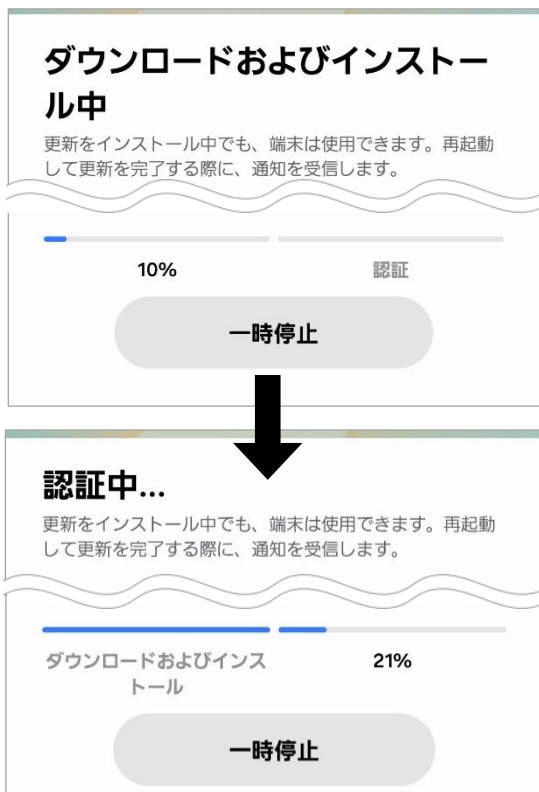 ダウンロードおよびインストー
ル中
更新をインストール中でも、端末は使用できます。再起動
して更新を完了する際に、通知を受信します。
10%
認証
一時停止
認証中...
更新をインストール中でも、端末は使用できます。再起動
して更新を完了する際に、通知を受信します。
ダウンロードおよびインス
トール
21%
一時停止